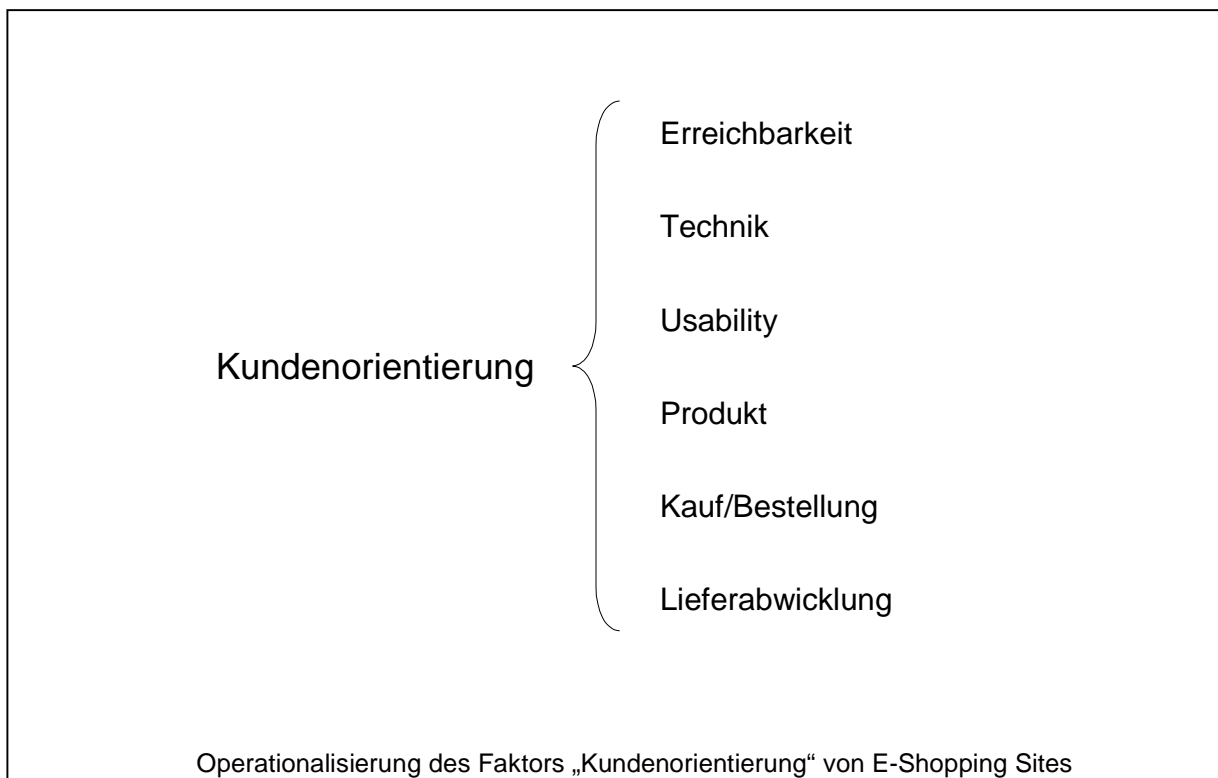 Erreichbarkeit
Technik
Usability
Kundenorientierung
Produkt
Kauf/Bestellung
Lieferabwicklung
Operationalisierung des Faktors „Kundenorientierung“ von E-Shopping Sites